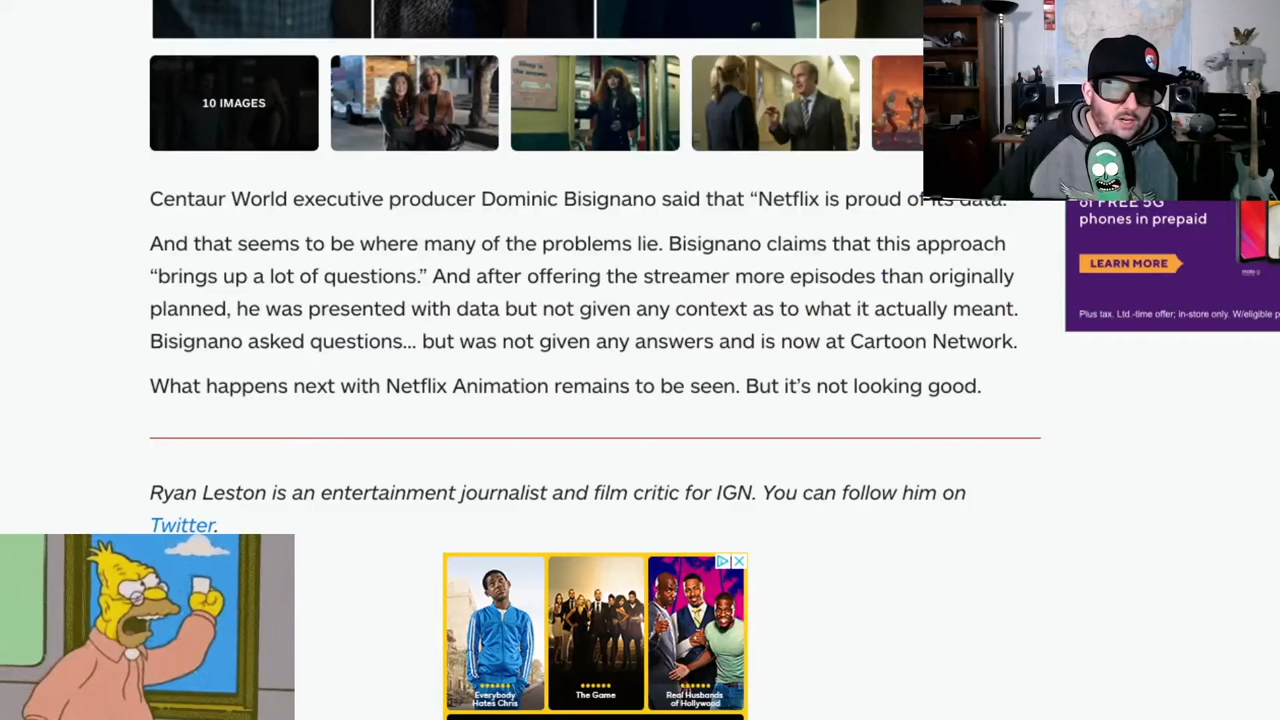 10 IMAGES
Centaur World executive producer Dominic Bisignano said that “Netflix is proud of its data.
And that seems to be where many of the problems lie. Bisignano claims that this approach
“brings up a lot of questions.” And after offering the streamer more episodes than originally
planned, he was presented with data but not given any context as to what it actually meant.
Bisignano asked questions... but was not given any answers and is now at Cartoon Network.
What happens next with Netflix Animation remains to be seen. But it’s not looking good.
Ryan Leston is an entertainment journalist and film critic for IGN. You can follow him on
Twitter.
of FREE 5G
phones in prepaid
LEARN MORE
Plus tax. Ltd.-time offer; in-store only. W/eligible
Everybody
Hates Chris
The Game
Real Husbands
of Hollywood